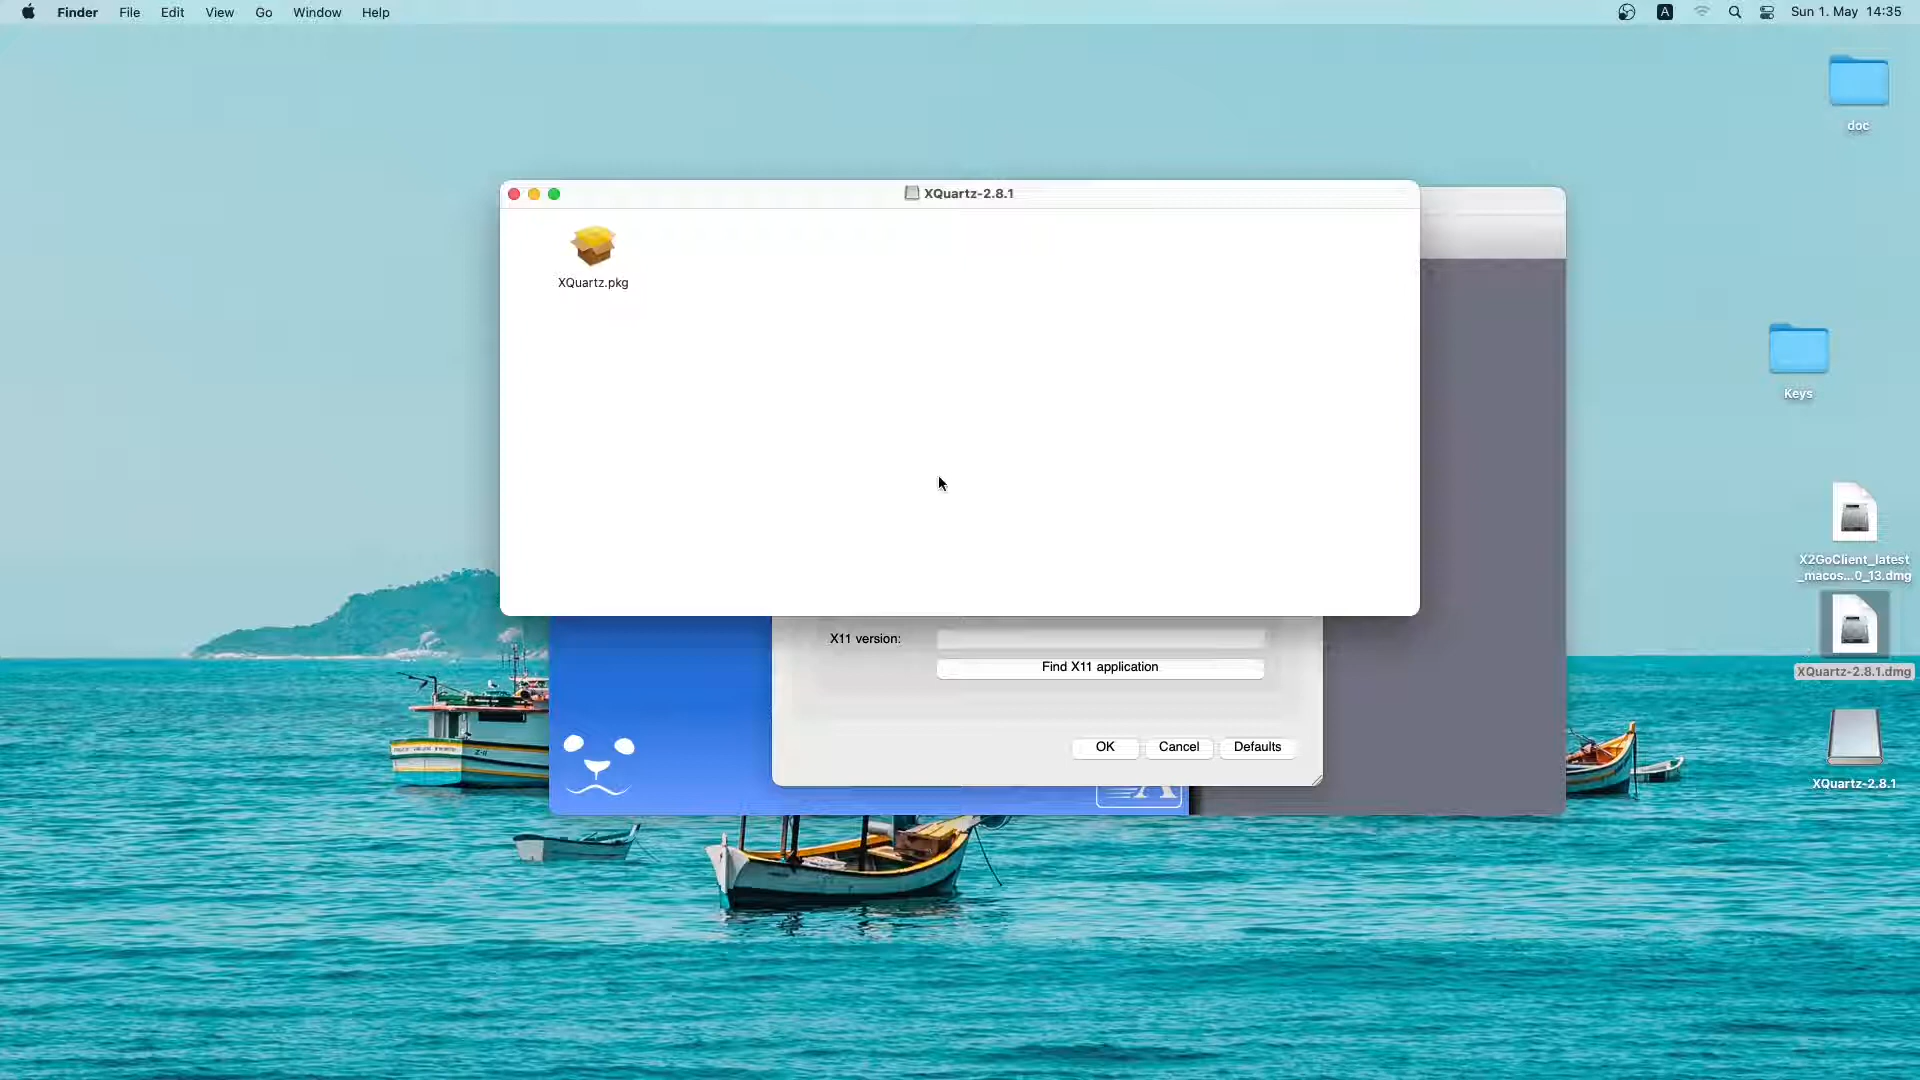 Finder File Edit View Go Window Help
A
Sun 1. May 14:35
doc
XQuartz-2.8.1
XQuartz.pkg
Keys
X2GoClient_latest
_macos...0_13.dmg
XQuartz-2.8.1.dmg
XQuartz-2.8.1
X11 version:
Find X11 application
OK Cancel Defaults